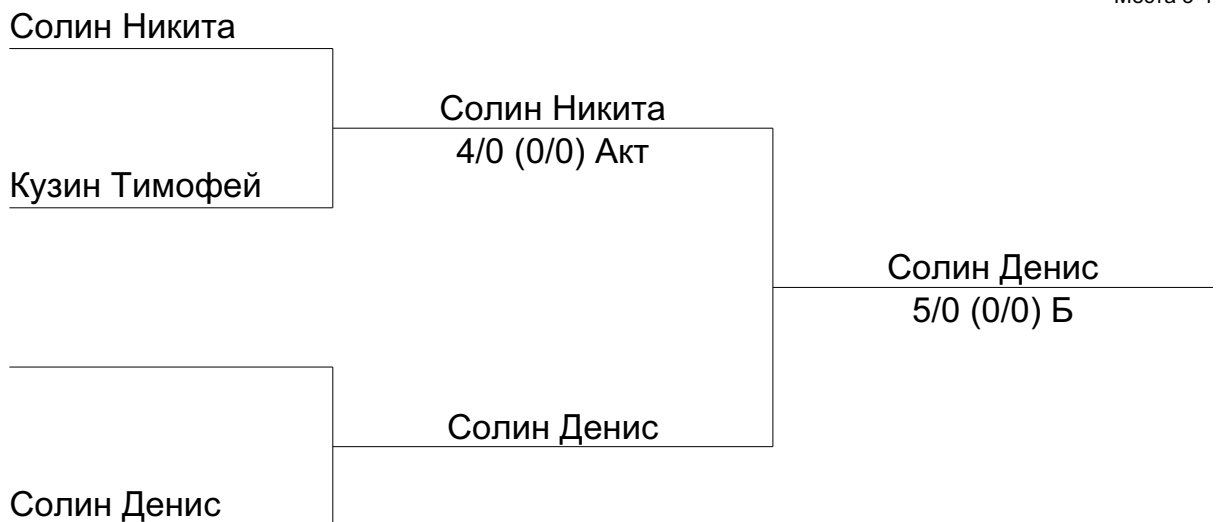 Солин Никита
Солин Никита
4/0 (0/0) Акт
Кузин Тимофей
Солин Денис
5/0 (0/0) Б
Солин Денис
Солин Денис